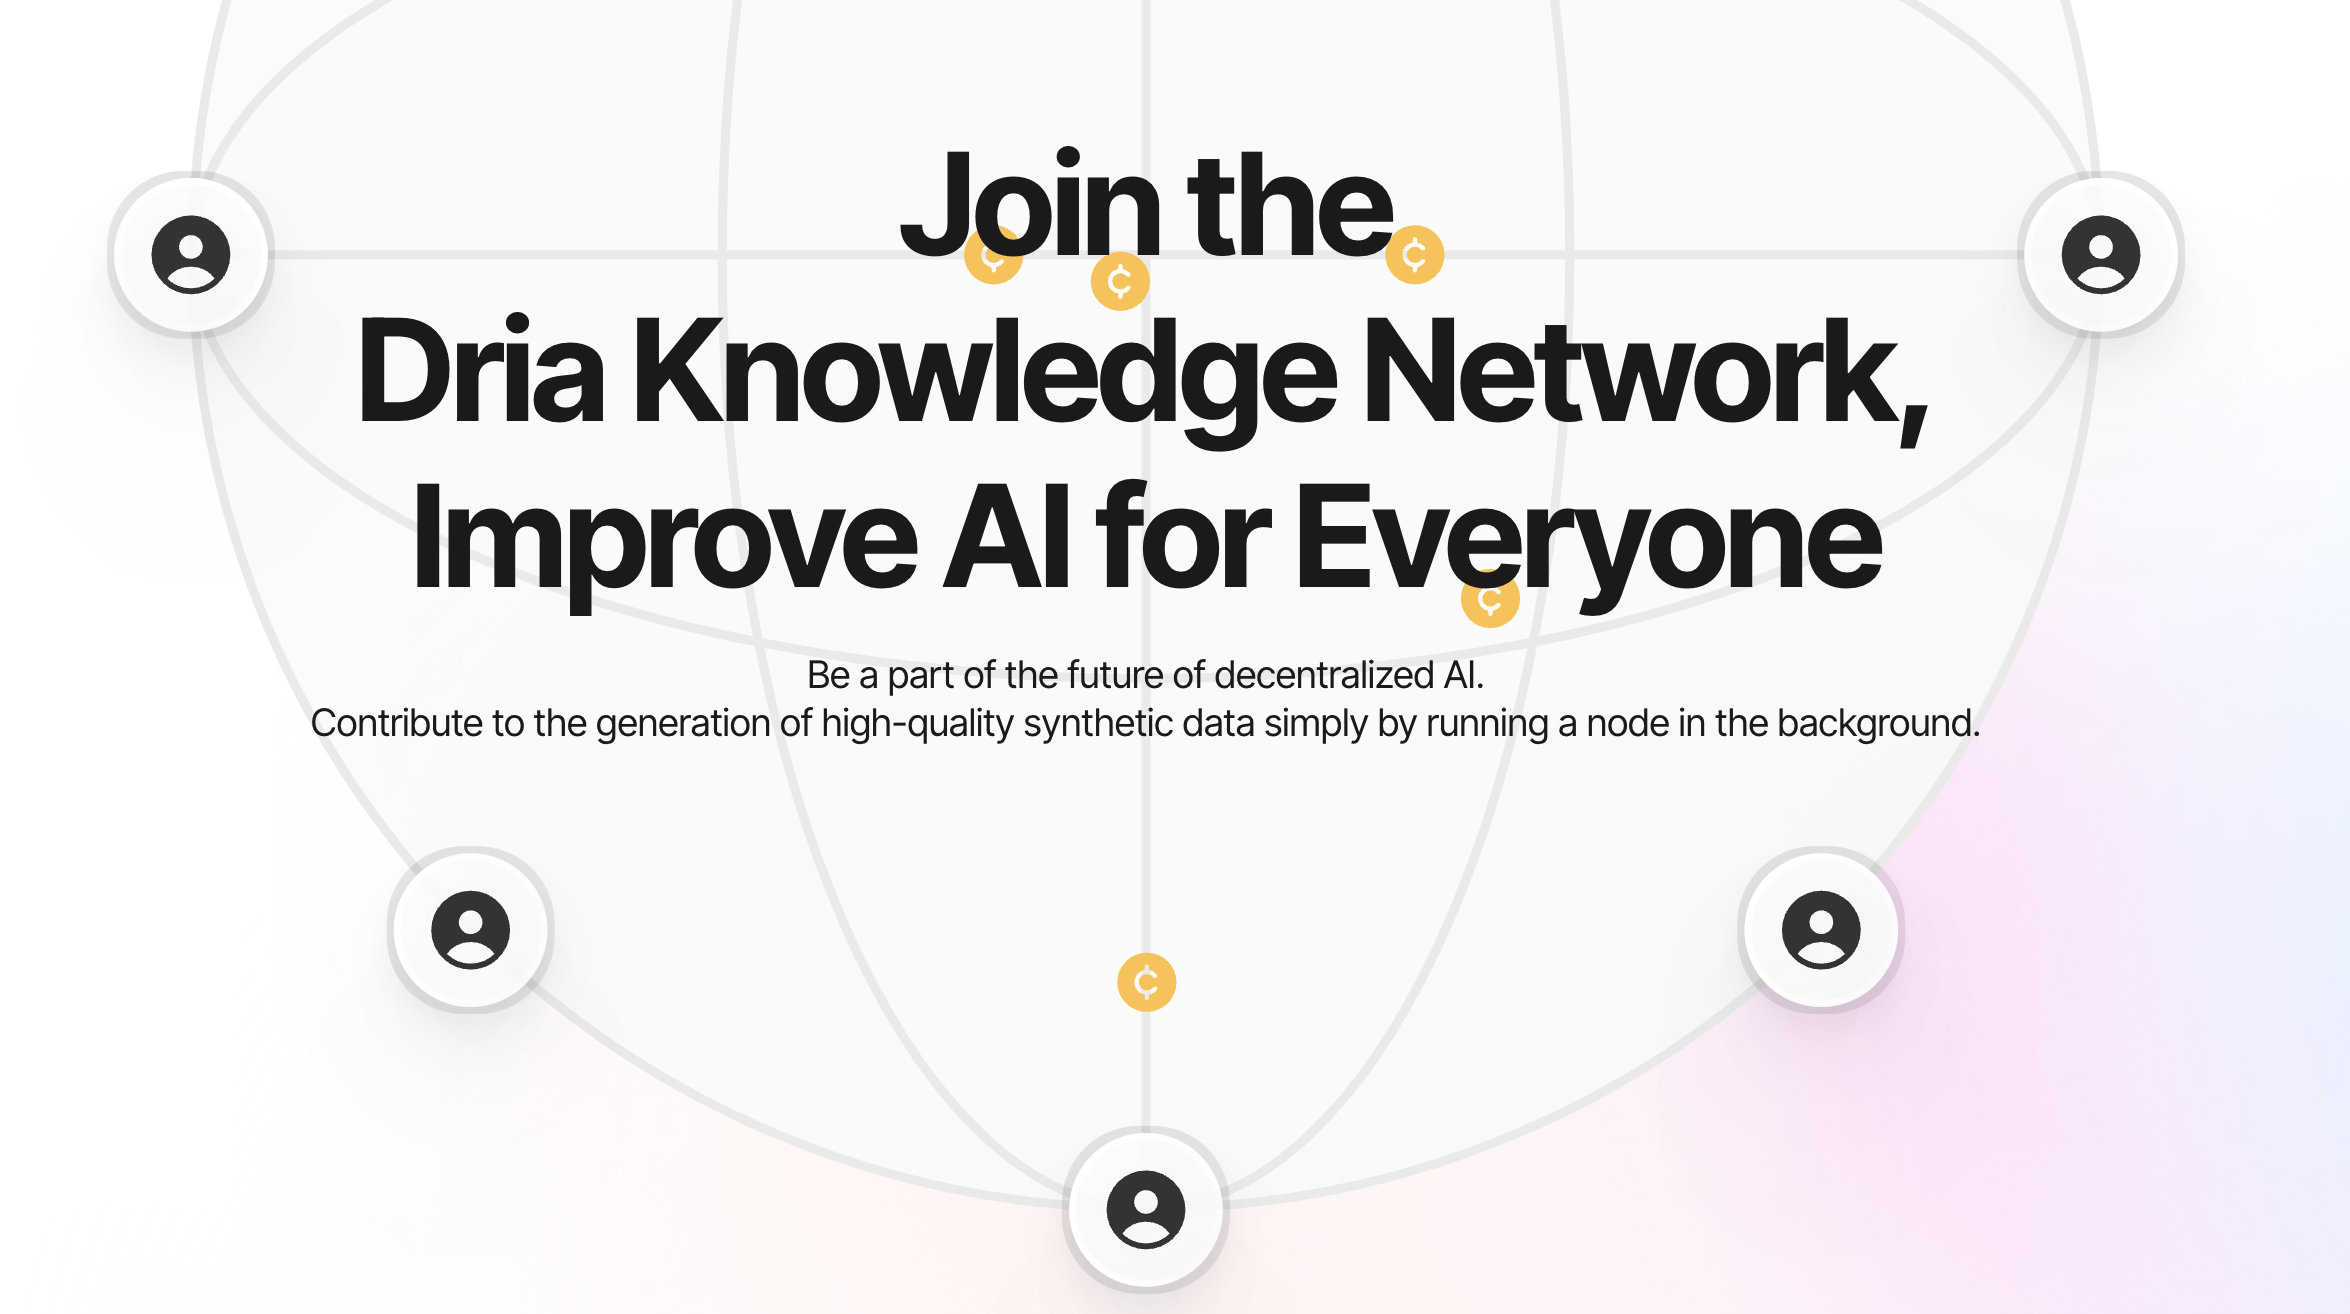 Join the
Dria Knowledge Network,
Improve AI for Everyone
Be a part of the future of decentralized AI.
Contribute to the generation of high-quality synthetic data simply by running a node in the background.